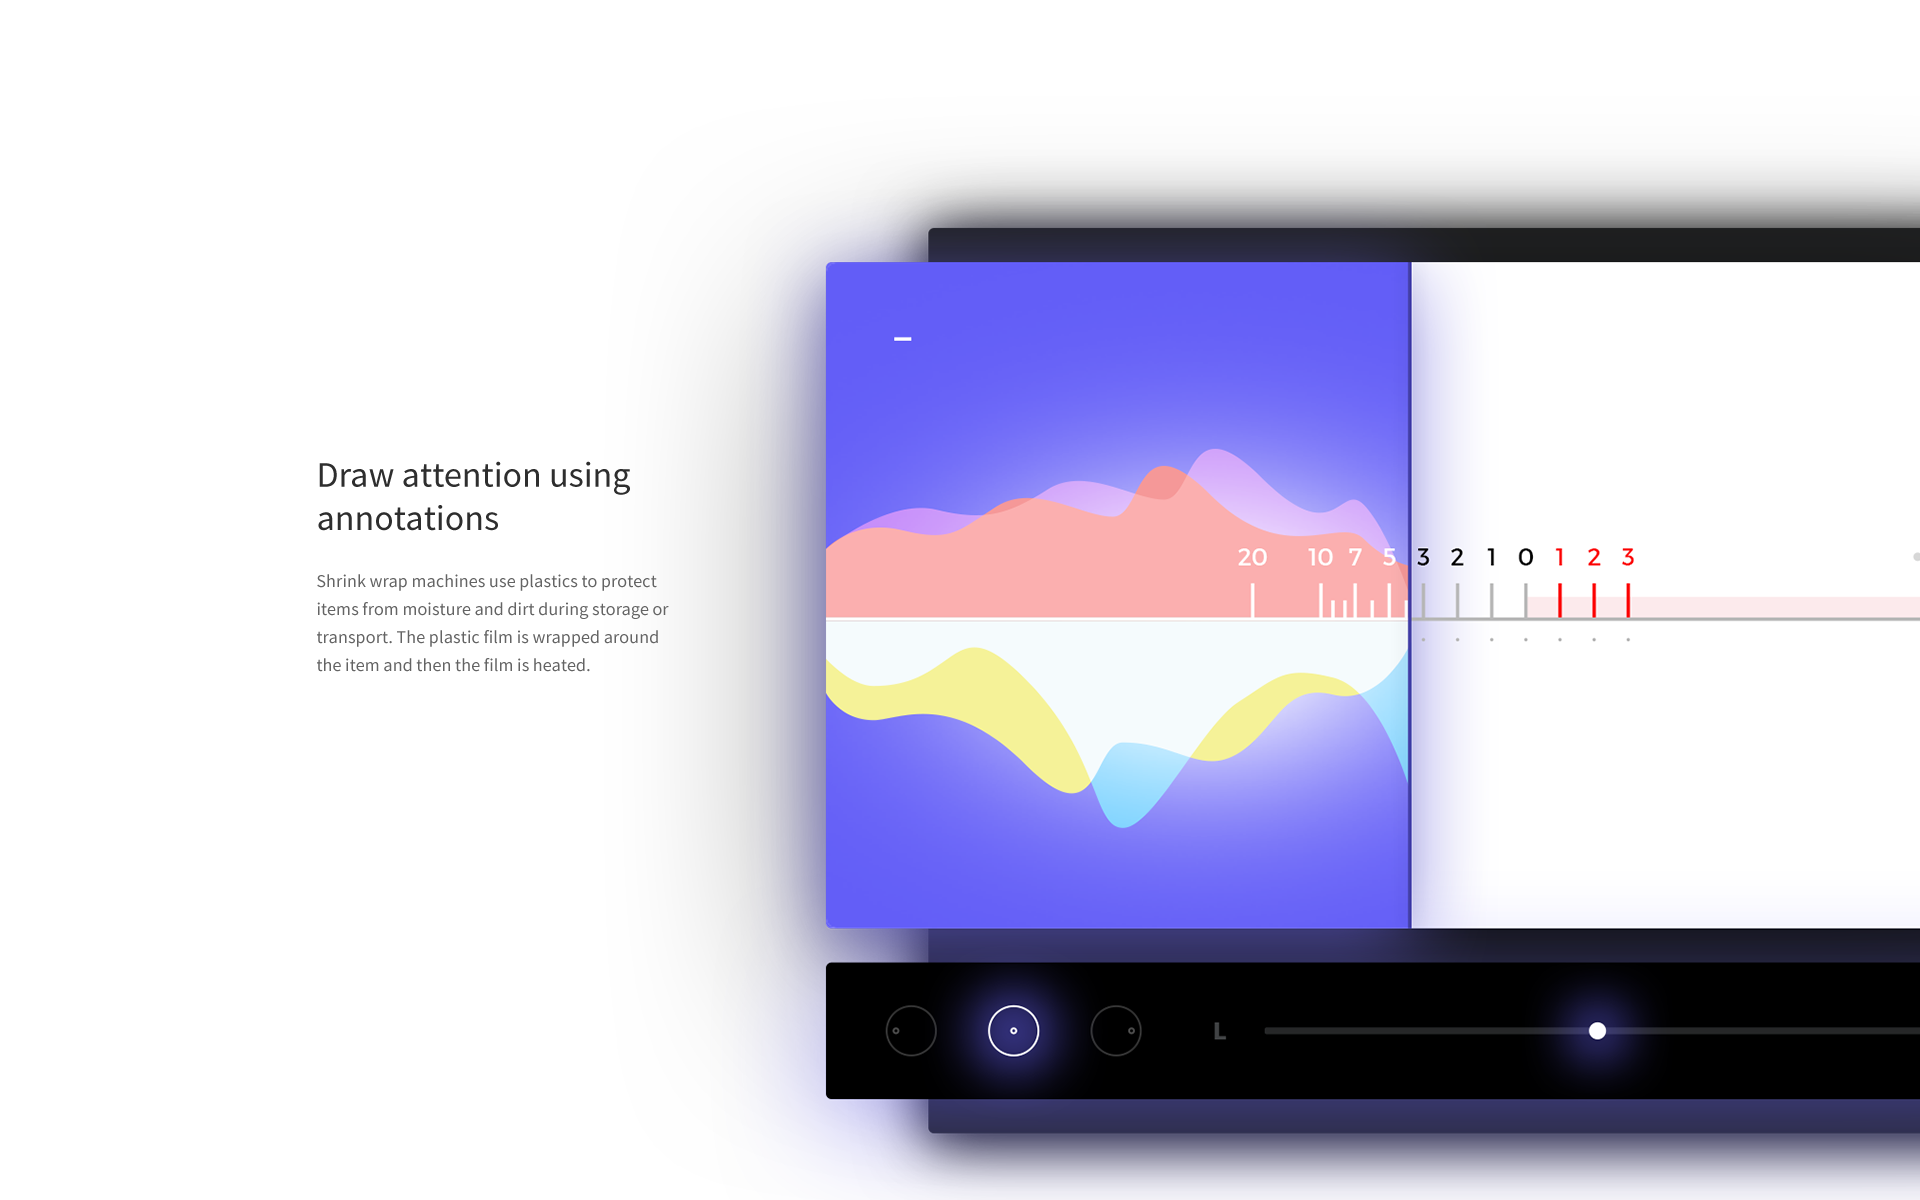 Draw attention using
annotations
Shrink wrap machines use plastics to protect
items from moisture and dirt during storage or
transport. The plastic film is wrapped around
the item and then the film is heated.
20 10 7 5 3 2 1 0 1 2 3
L